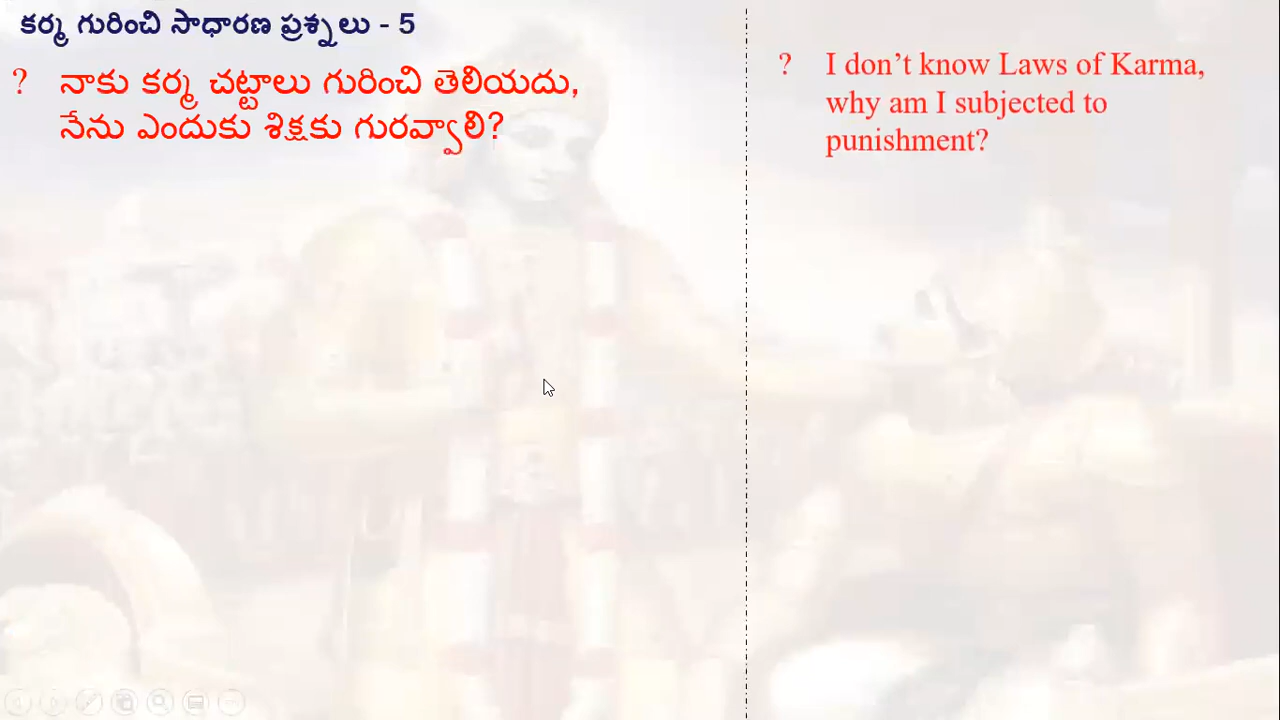 కర్మ గురించి సాధారణ ప్రశ్నలు - 5
? నాకు కర్మ చట్టాలు గురించి తెలియదు,
నేను ఎందుకు శిక్షకు గురవ్వాలి?
? I don’t know Laws of Karma,
why am I subjected to
punishment?